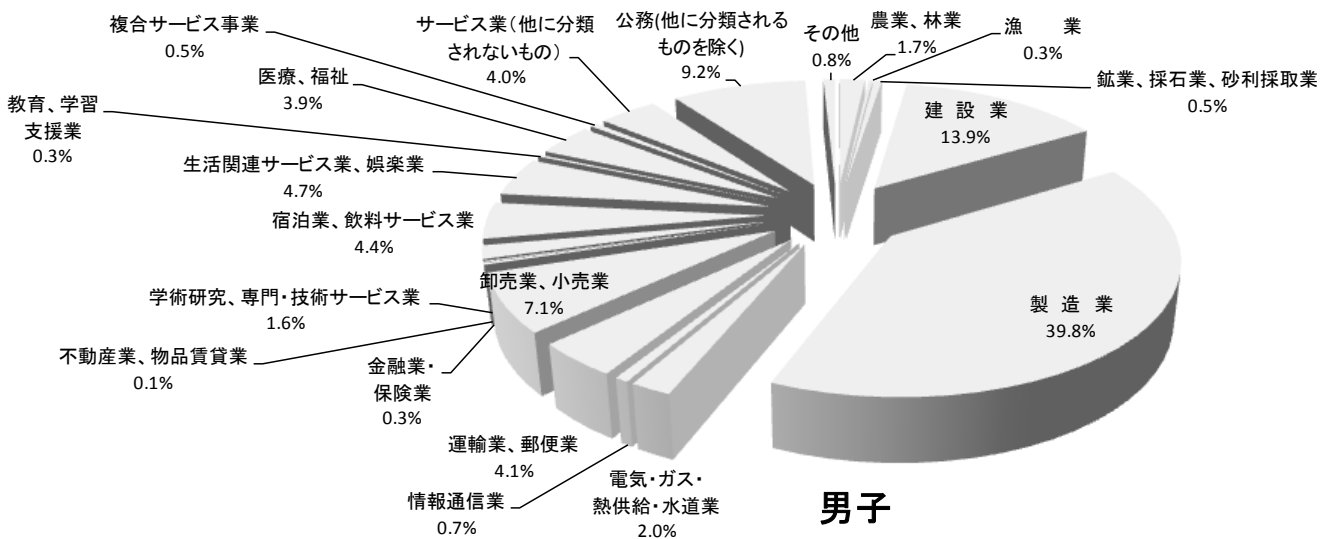 その他
0.8%
農業、林業
1.7%
漁　業
0.3%
鉱業、採石業、砂利採取業
0.5%
建 設 業
13.9%
製 造 業
39.8%
電気・ガス・
熱供給・水道業
2.0%
情報通信業
0.7%
運輸業、郵便業
4.1%
卸売業、小売業
7.1%
金融業・
保険業
0.3%
不動産業、物品賃貸業
0.1%
学術研究、専門・技術サービス業
1.6%
宿泊業、飲料サービス業
4.4%
生活関連サービス業、娯楽業
4.7%
教育、学習
支援業
0.3%
医療、福祉
3.9%
複合サービス事業
0.5%
サービス業（他に分類
されないもの）
4.0%
公務(他に分類される
ものを除く)
9.2%
男子